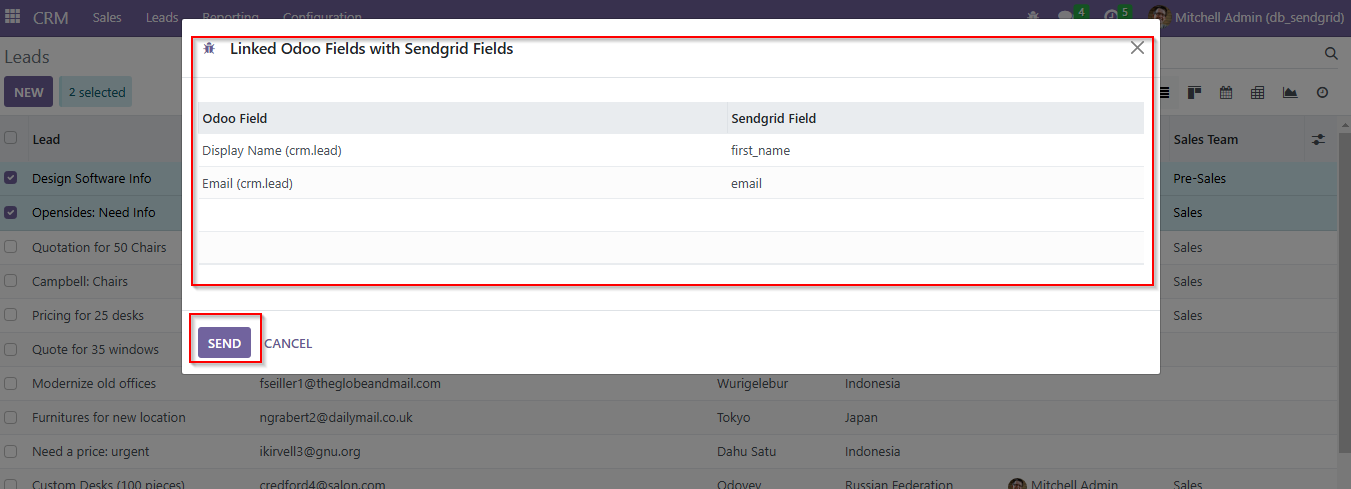 CRM Sales Leads Reporting Configuration 4 5 Mitchell Admin (db_sendgrid)
Linked Odoo Fields with Sendgrid Fields
Leads
NEW 2 selected
Odoo Field Sendgrid Field
Lead Sales Team
Display Name (crm.lead) first_name
Design Software Info Pre-Sales
Email (crm.lead) email
Opensides: Need Info Sales
Quotation for 50 Chairs Sales
Campbell: Chairs Sales
Pricing for 25 desks Sales
SEND CANCEL
Quote for 35 windows
Modernize old offices fseiller1@theglobeandmail.com Wurigelebur Indonesia
Furnitures for new location ngrabert2@dailymail.co.uk Tokyo Japan
Need a price: urgent ikirvell3@gnu.org Dahu Satu Indonesia
Custom Desks (100 pieces) credford4@salon.com Odoyev Russian Federation Mitchell Admin Sales